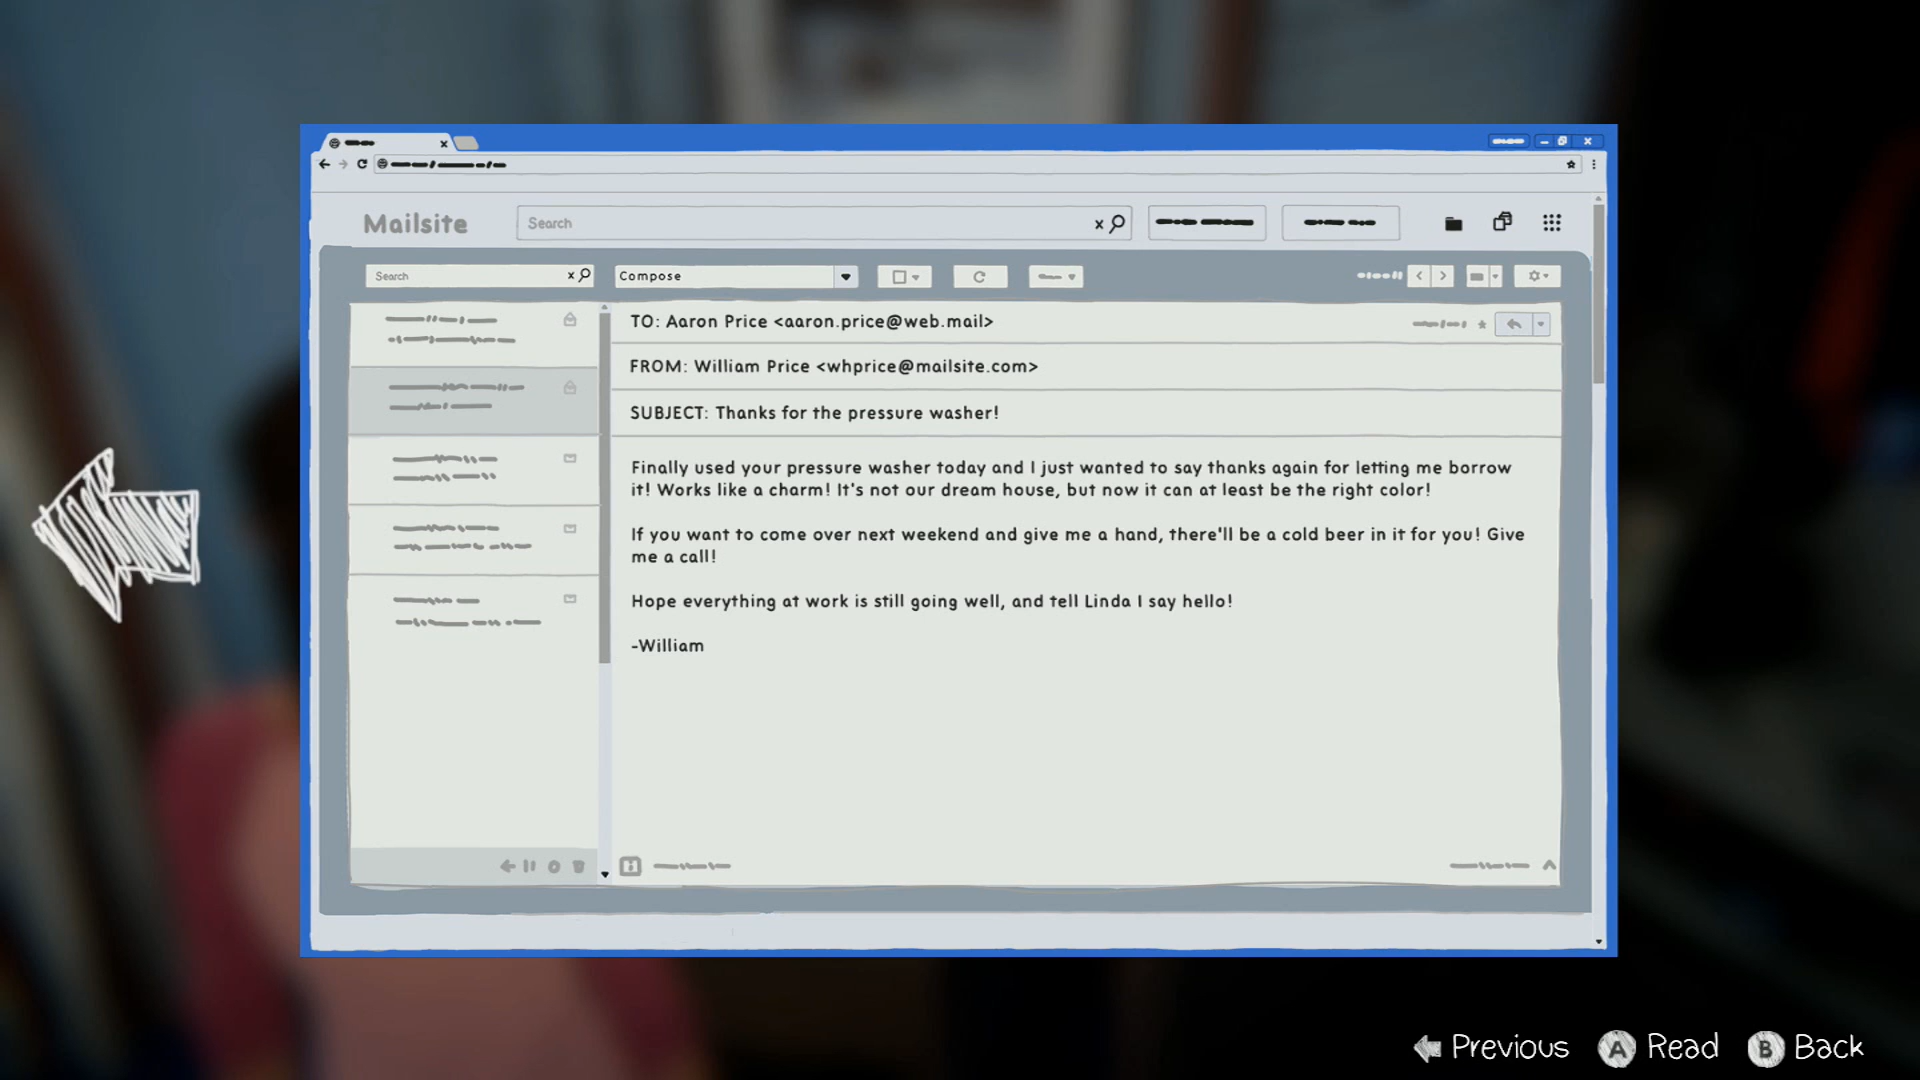 Mailsite
Search
x
Search
x
Compose
TO: Aaron Price <aaron.price@web.mail>
FROM: William Price <whprice@mailsite.com>
SUBJECT: Thanks for the pressure washer!
Finally used your pressure washer today and I just wanted to say thanks again for letting me borrow
it! Works like a charm! It's not our dream house, but now it can at least be the right color!
If you want to come over next weekend and give me a hand, there'll be a cold beer in it for you! Give
me a call!
Hope everything at work is still going well, and tell Linda I say hello!
-William
Previous
A Read
B Back